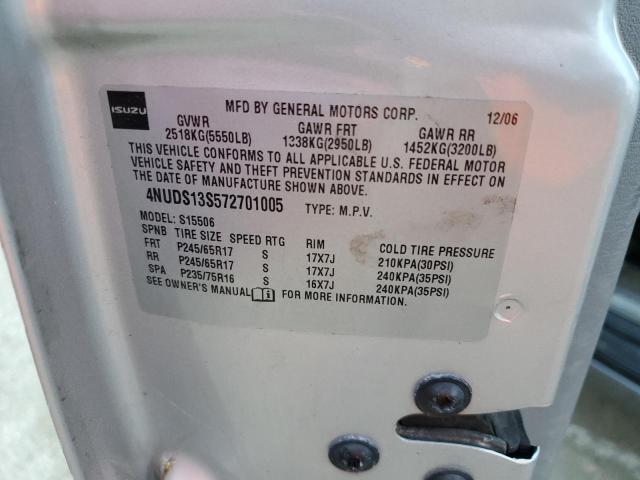 ISUZU
MFD BY GENERAL MOTORS CORP. 12/06
GVWR GAWR FRT GAWR RR
2518KG(5550LB) 1338KG(2950LB) 1452KG(3200LB)
THIS VEHICLE CONFORMS TO ALL APPLICABLE U.S. FEDERAL MOTOR
VEHICLE SAFETY AND THEFT PREVENTION STANDARDS IN EFFECT ON
THE DATE OF MANUFACTURE SHOWN ABOVE.
4NUDS13S572701005 TYPE: M.P.V.
MODEL: S15506
SPNB TIRE SIZE SPEED RTG RIM COLD TIRE PRESSURE
FRT P245/65R17 S 17X7J 210KPA(30PSI)
RR P245/65R17 S 17X7J 240KPA(35PSI)
SPA P235/75R16 S 16X7J 240KPA(35PSI)
SEE OWNER'S MANUAL FOR MORE INFORMATION.